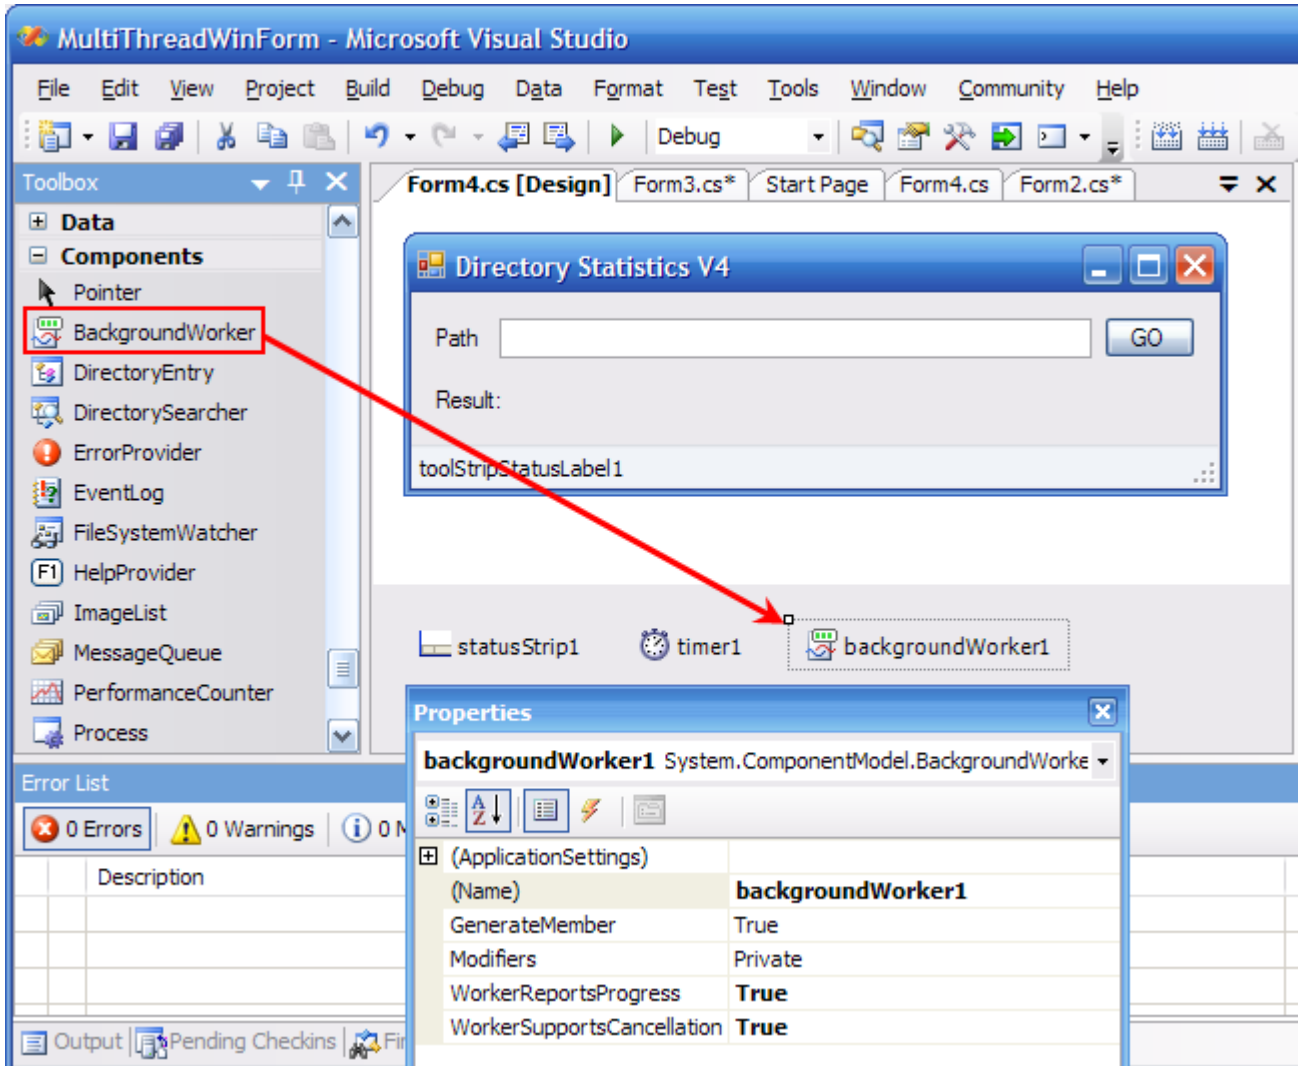 MultiThreadWinForm - Microsoft Visual Studio
File Edit View Project Build Debug Data Format Test Tools Window Community Help
Debug
Toolbox
Form4.cs [Design] Form3.cs* Start Page Form4.cs Form2.cs*
Data
Components
Pointer
BackgroundWorker
DirectoryEntry
DirectorySearcher
ErrorProvider
EventLog
FileSystemWatcher
F1 HelpProvider
ImageList
MessageQueue
PerformanceCounter
Process
Directory Statistics V4
Path GO
Result:
toolStripStatusLabel1
statusStrip1 timer1 backgroundWorker1
Properties
backgroundWorker1 System.ComponentModel.BackgroundWorke
A
Z
(ApplicationSettings)
(Name) backgroundWorker1
GenerateMember True
Modifiers Private
WorkerReportsProgress True
WorkerSupportsCancellation True
Error List
0 Errors 0 Warnings 0 M
Description
Output Pending Checkins Fi